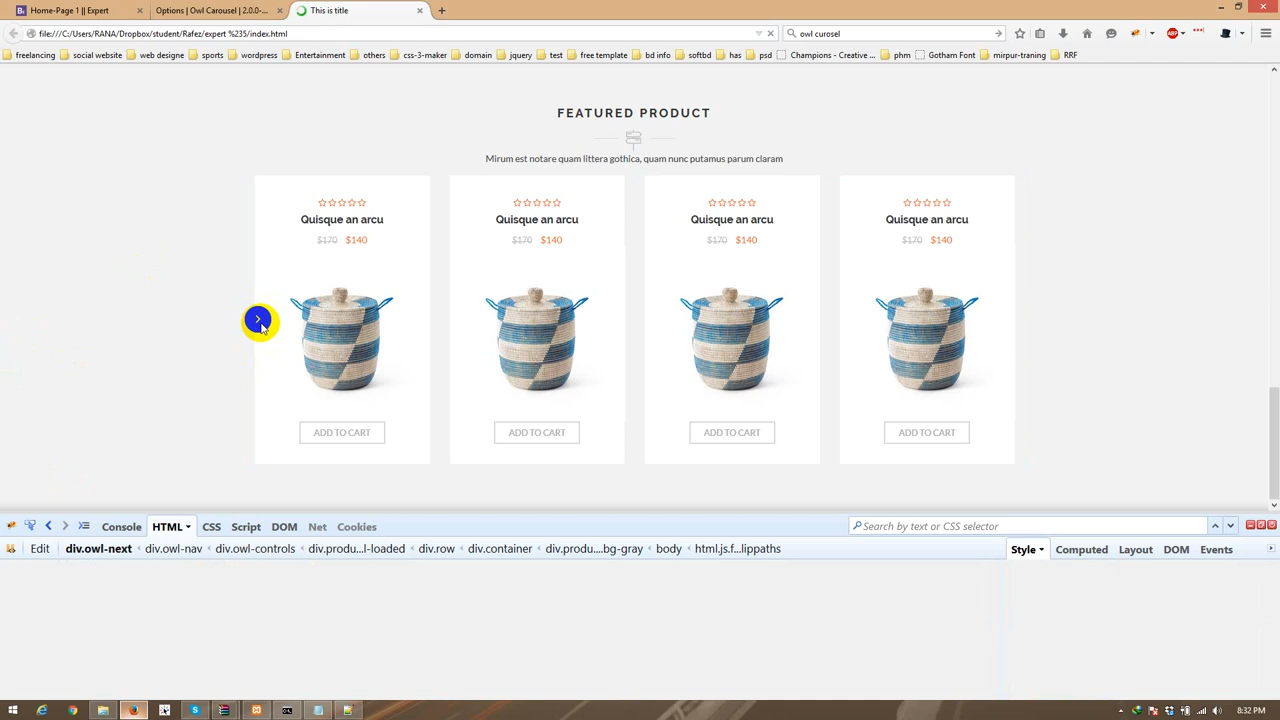 Home-Page 1 || Expert
Options | Owl Carousel | 2.0.0-...
This is title
file:///C:/Users/RANA/Dropbox/student/Rafez/expert %235/index.html
owl curosel
freelancing social website web designe sports wordpress Entertainment others css-3-maker domain jquery test free template bd info softbd has psd Champions - Creative ... phm Gotham Font mirpur-traning RRF
FEATURED PRODUCT
Mirum est notare quam littera gothica, quam nunc putamus parum claram
Quisque an arcu Quisque an arcu Quisque an arcu Quisque an arcu
$170 $140 $170 $140 $170 $140 $170 $140
ADD TO CART ADD TO CART ADD TO CART ADD TO CART
Console HTML CSS Script DOM Net Cookies
Search by text or CSS selector
Edit div.owl-next div.owl-nav div.owl-controls div.produ...l-loaded div.row div.container div.produ....bg-gray body html.js.f...lippaths
Style Computed Layout DOM Events
8:32 PM